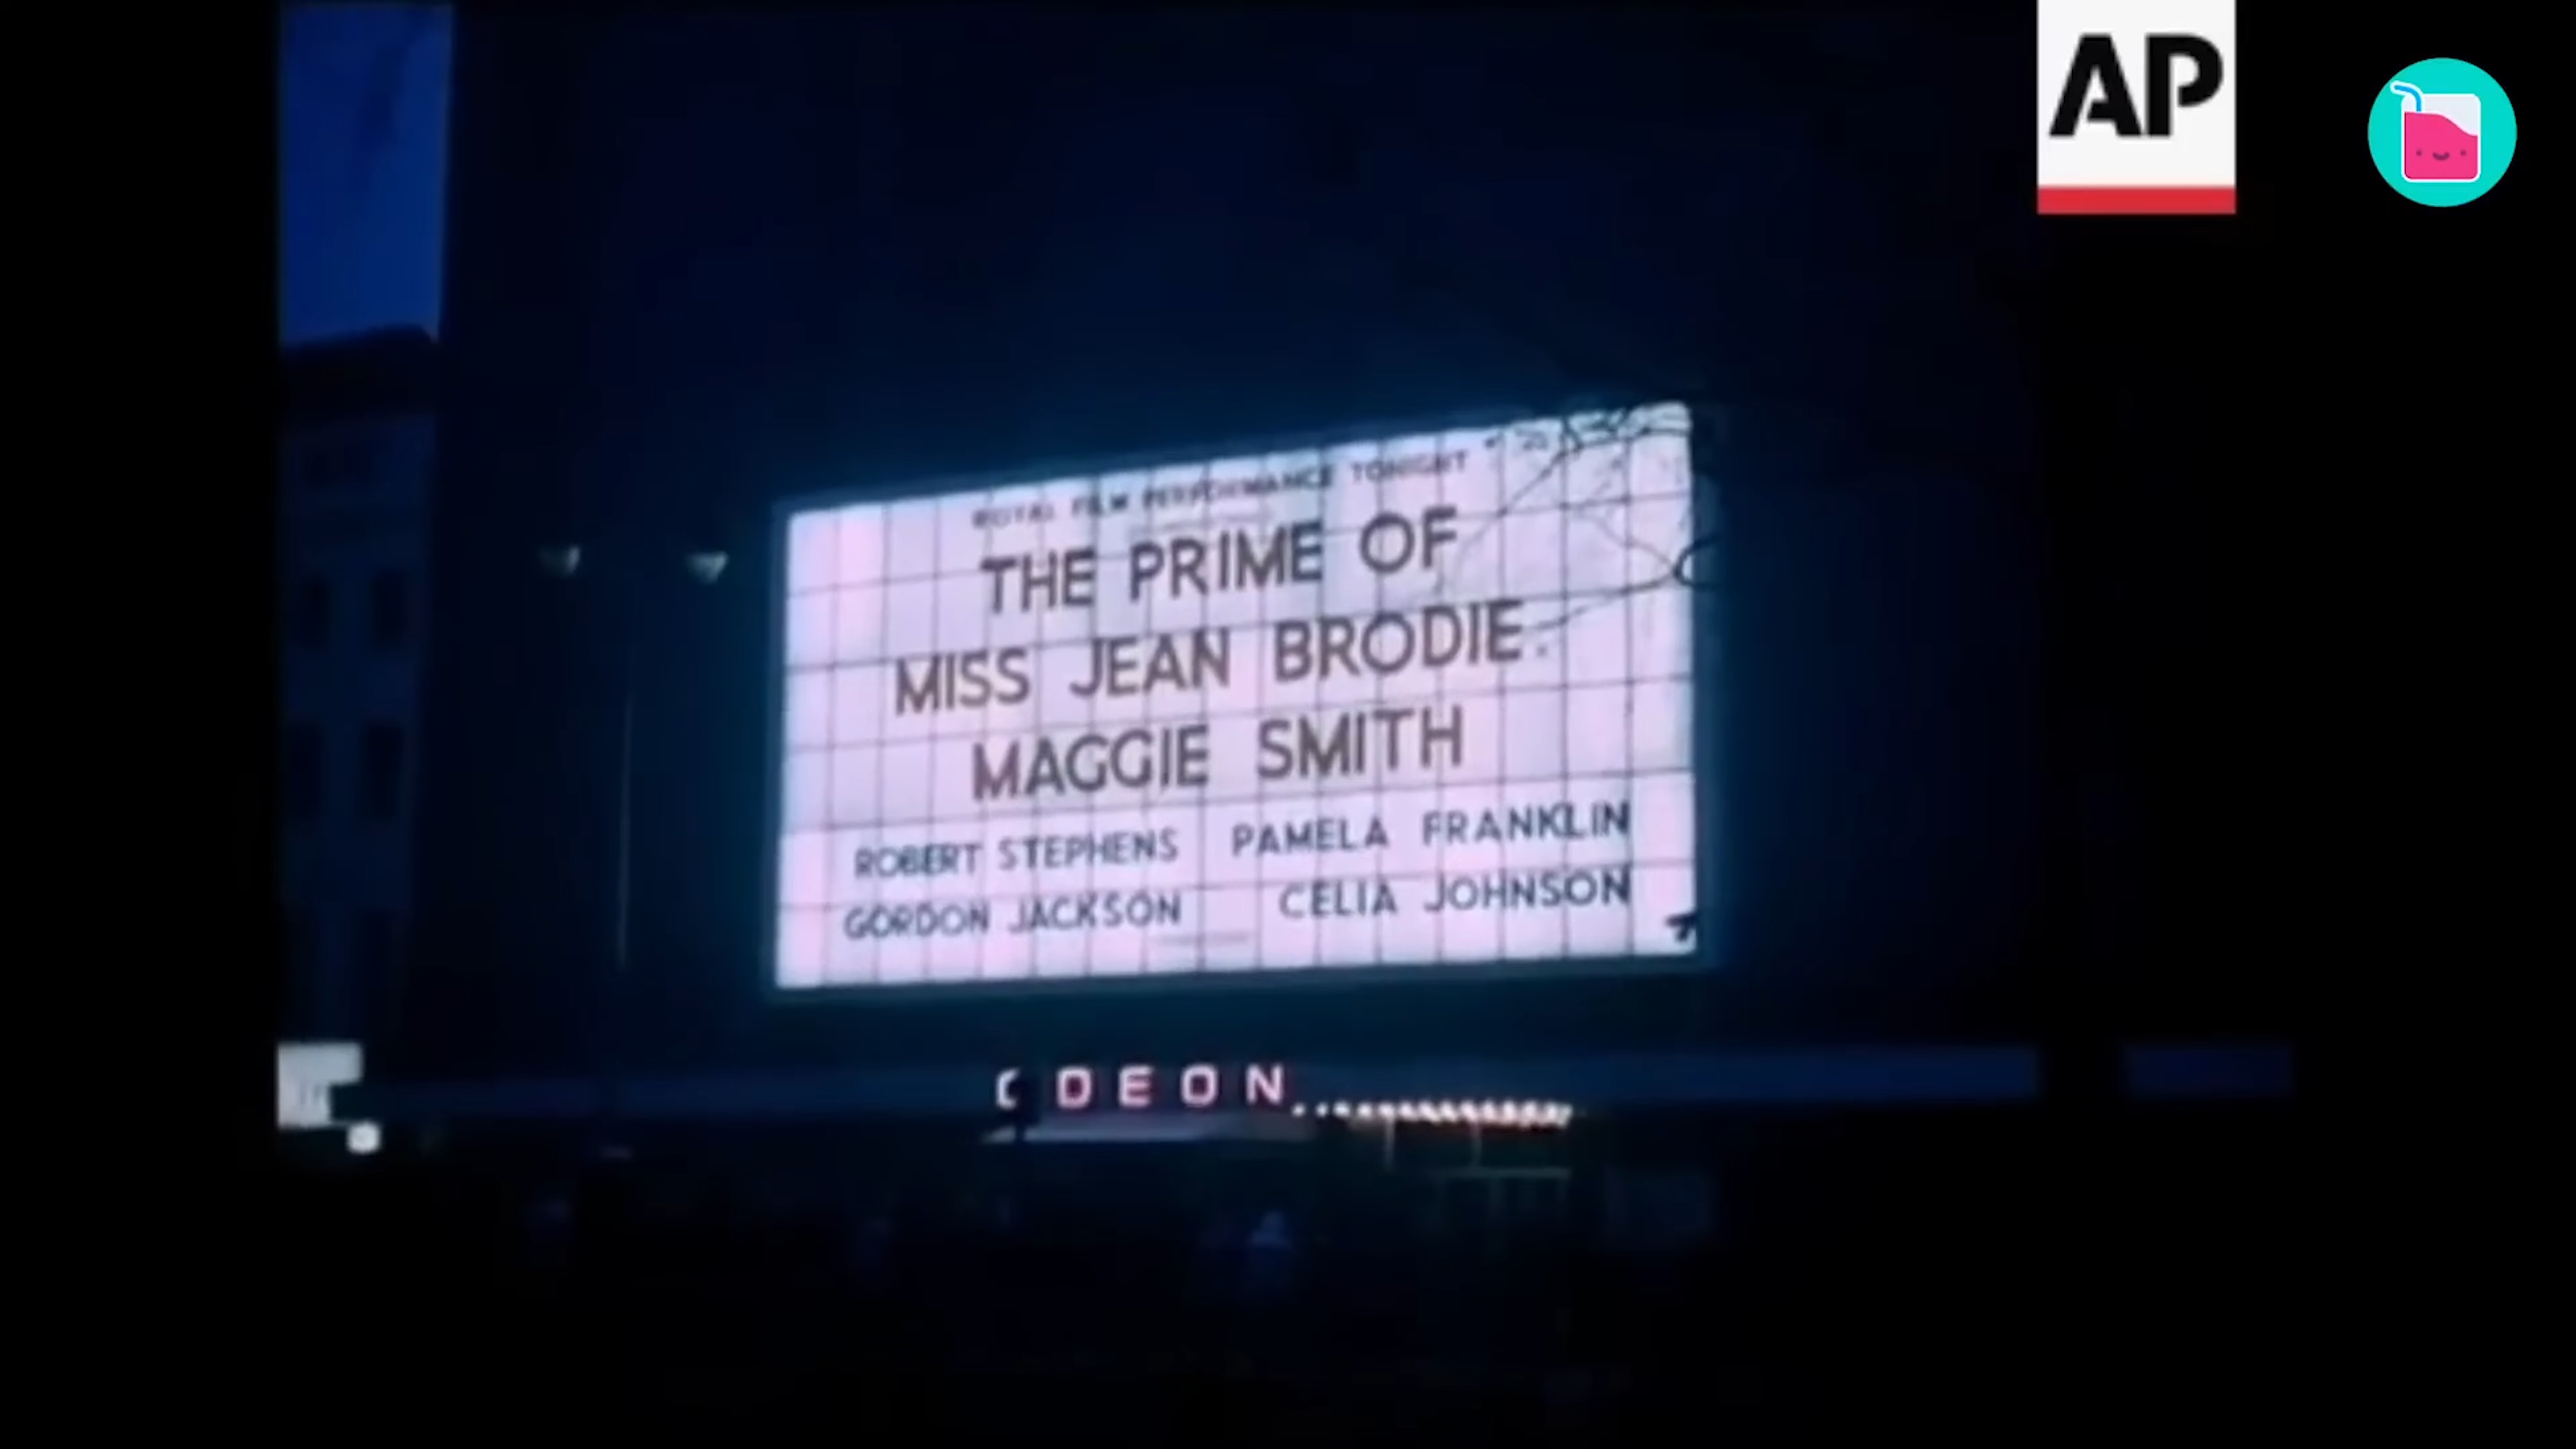 AP
ROYAL FILM PERFORMANCE TONIGHT
THE PRIME OF
MISS JEAN BRODIE.
MAGGIE SMITH
ROBERT STEPHENS PAMELA FRANKLIN
GORDON JACKSON CELIA JOHNSON
ODEON